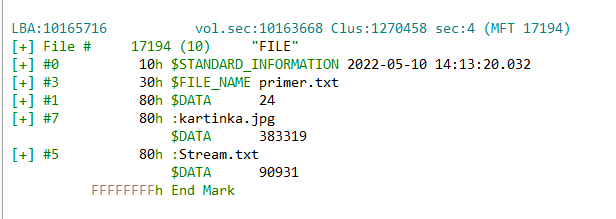 LBA:10165716 vol.sec:10163668 Clus:1270458 sec:4 (MFT 17194)
[+] File # 17194 (10) "FILE"
[+] #0 10h $STANDARD_INFORMATION 2022-05-10 14:13:20.032
[+] #3 30h $FILE_NAME primer.txt
[+] #1 80h $DATA 24
[+] #7 80h :kartinka.jpg
$DATA 383319
[+] #5 80h :Stream.txt
$DATA 90931
FFFFFFFFh End Mark